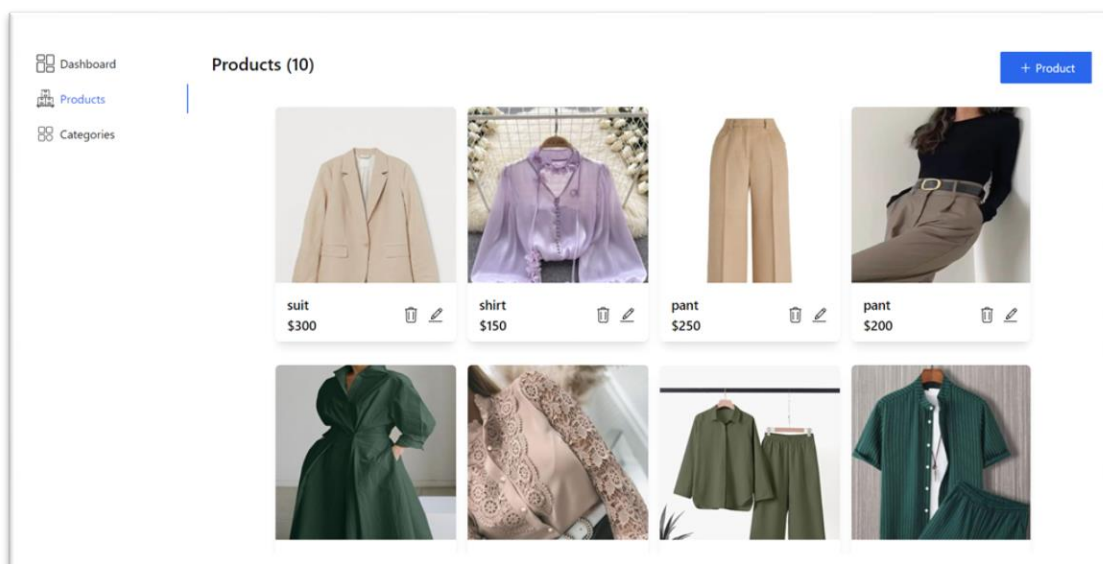 Dashboard
Products
Categories
Products (10)
+ Product
suit
$300
shirt
$150
pant
$250
pant
$200